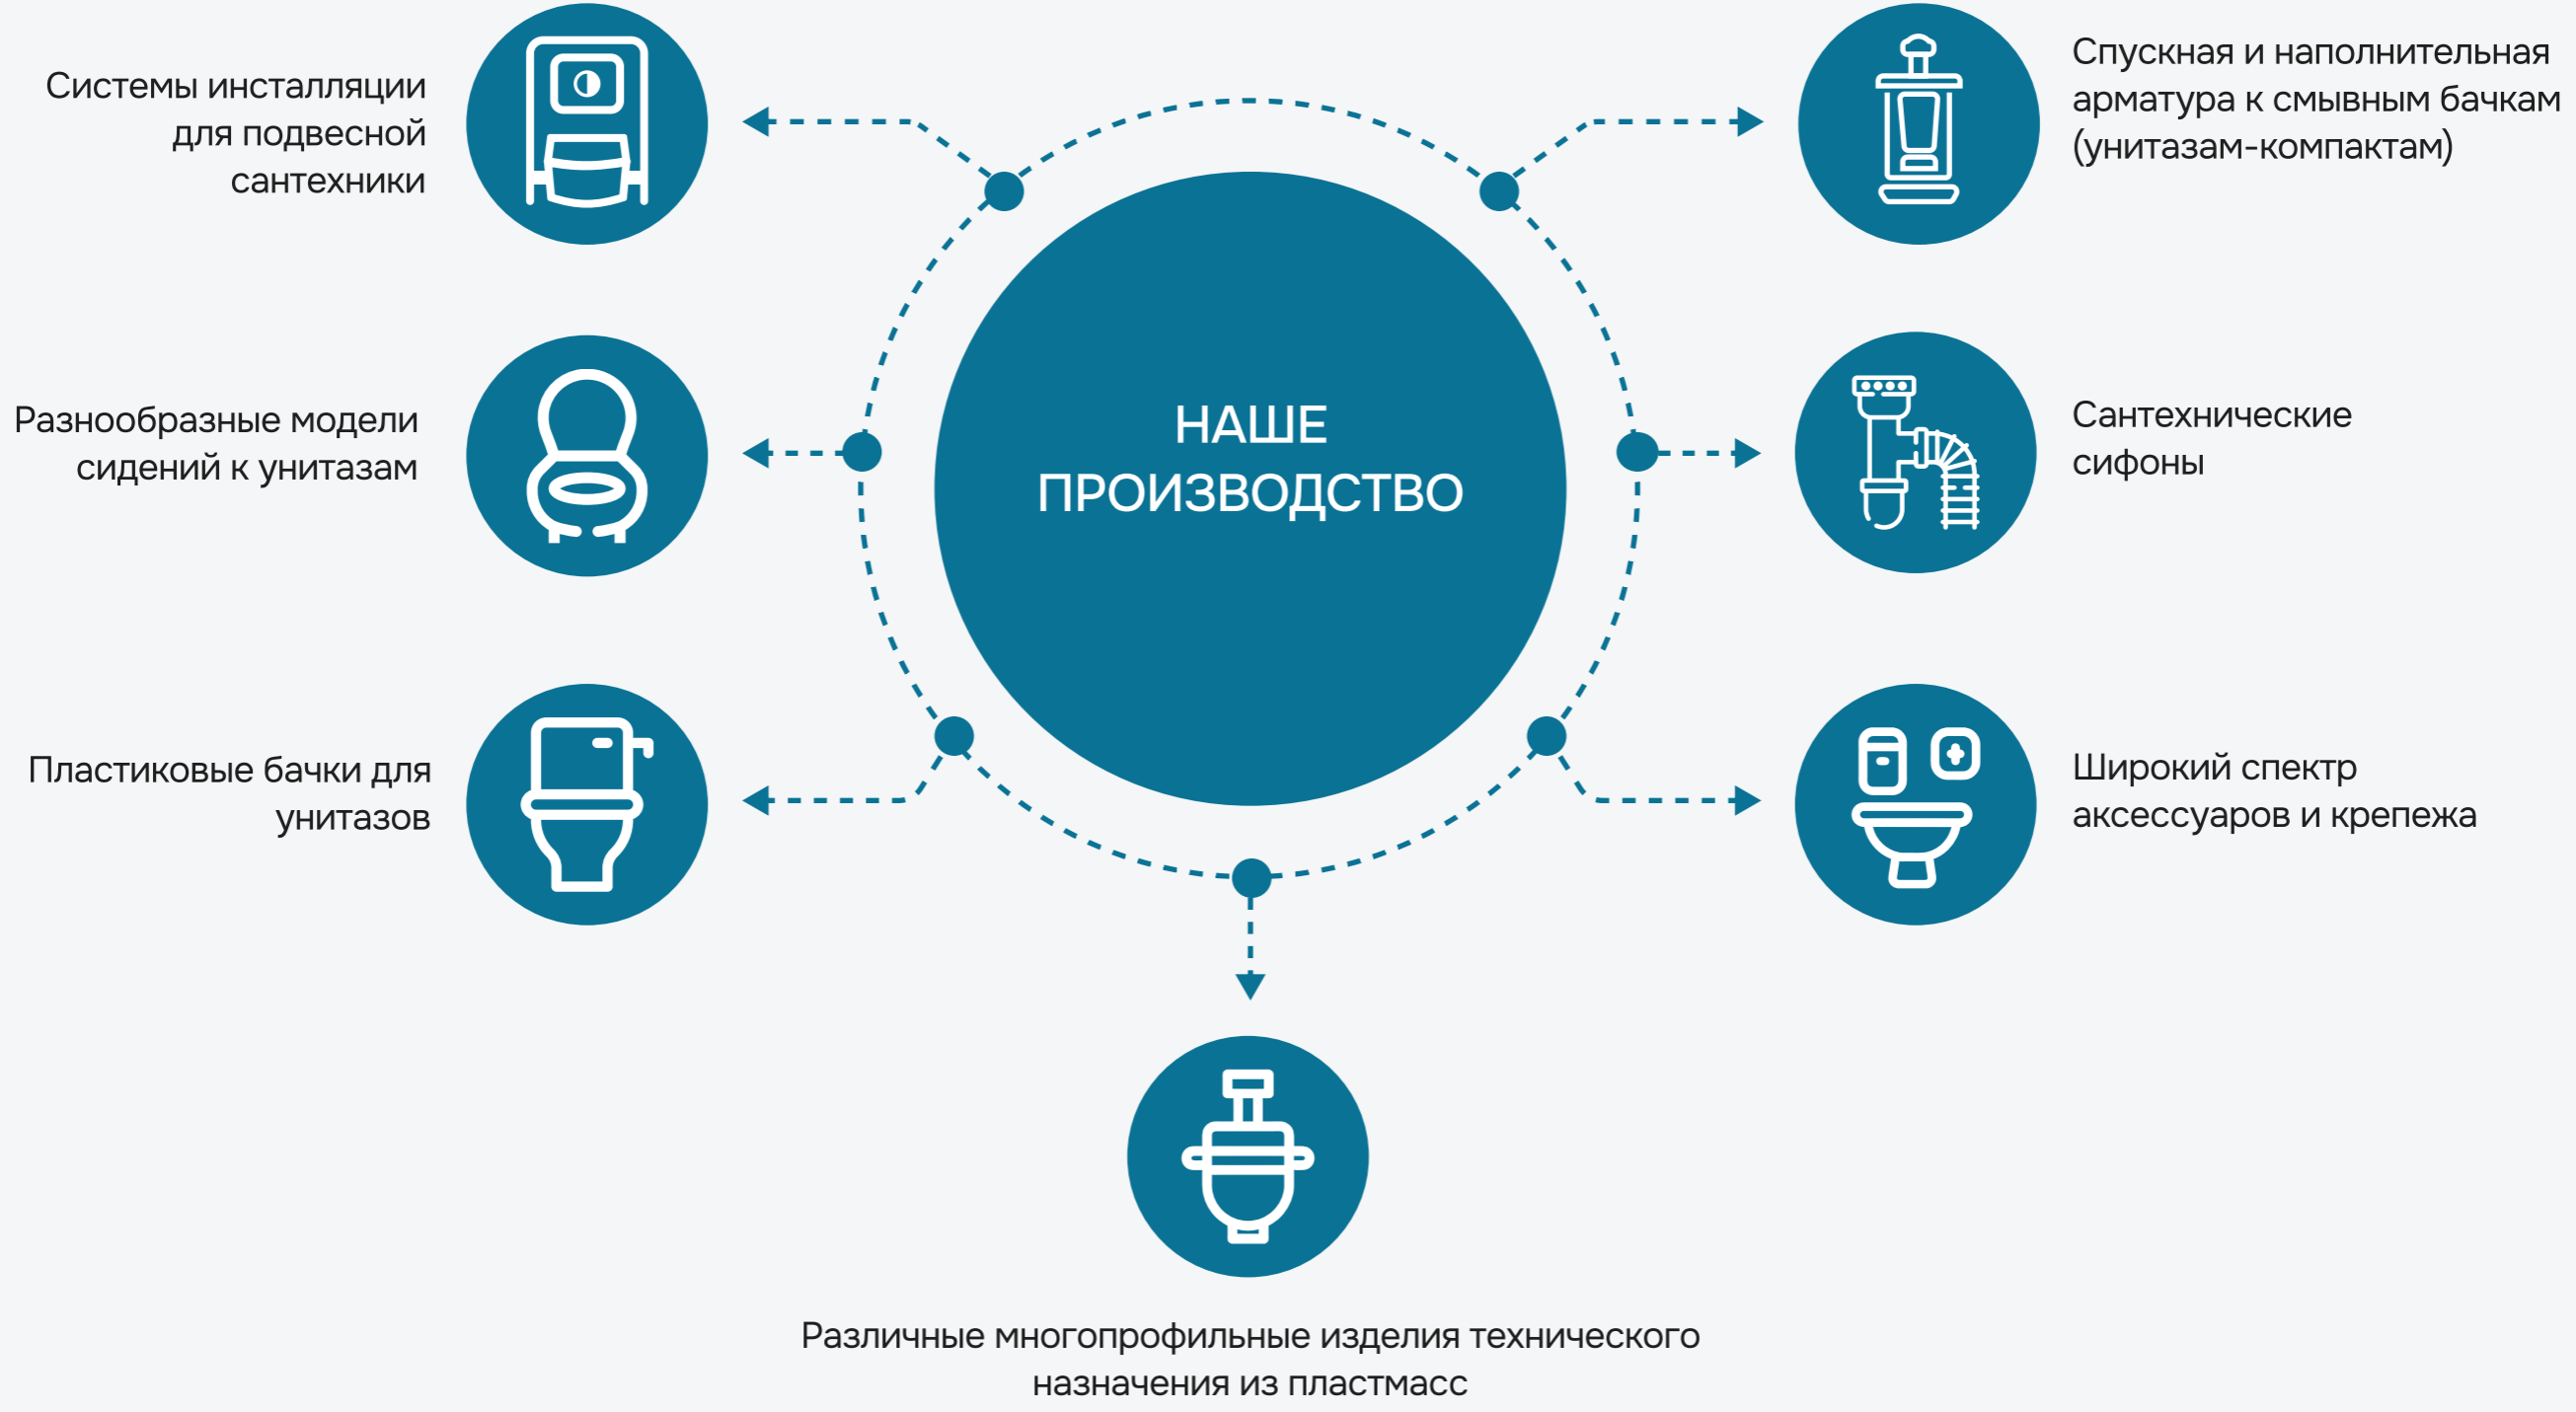 Системы инсталляции
для подвесной
сантехники
Разнообразные модели
сидений к унитазам
Пластиковые бачки для
унитазов
НАШЕ
ПРОИЗВОДСТВО
Спускная и наполнительная
арматура к смывным бачкам
(унитазам-компактам)
Сантехнические
сифоны
Широкий спектр
аксессуаров и крепежа
Различные многопрофильные изделия технического
назначения из пластмасс